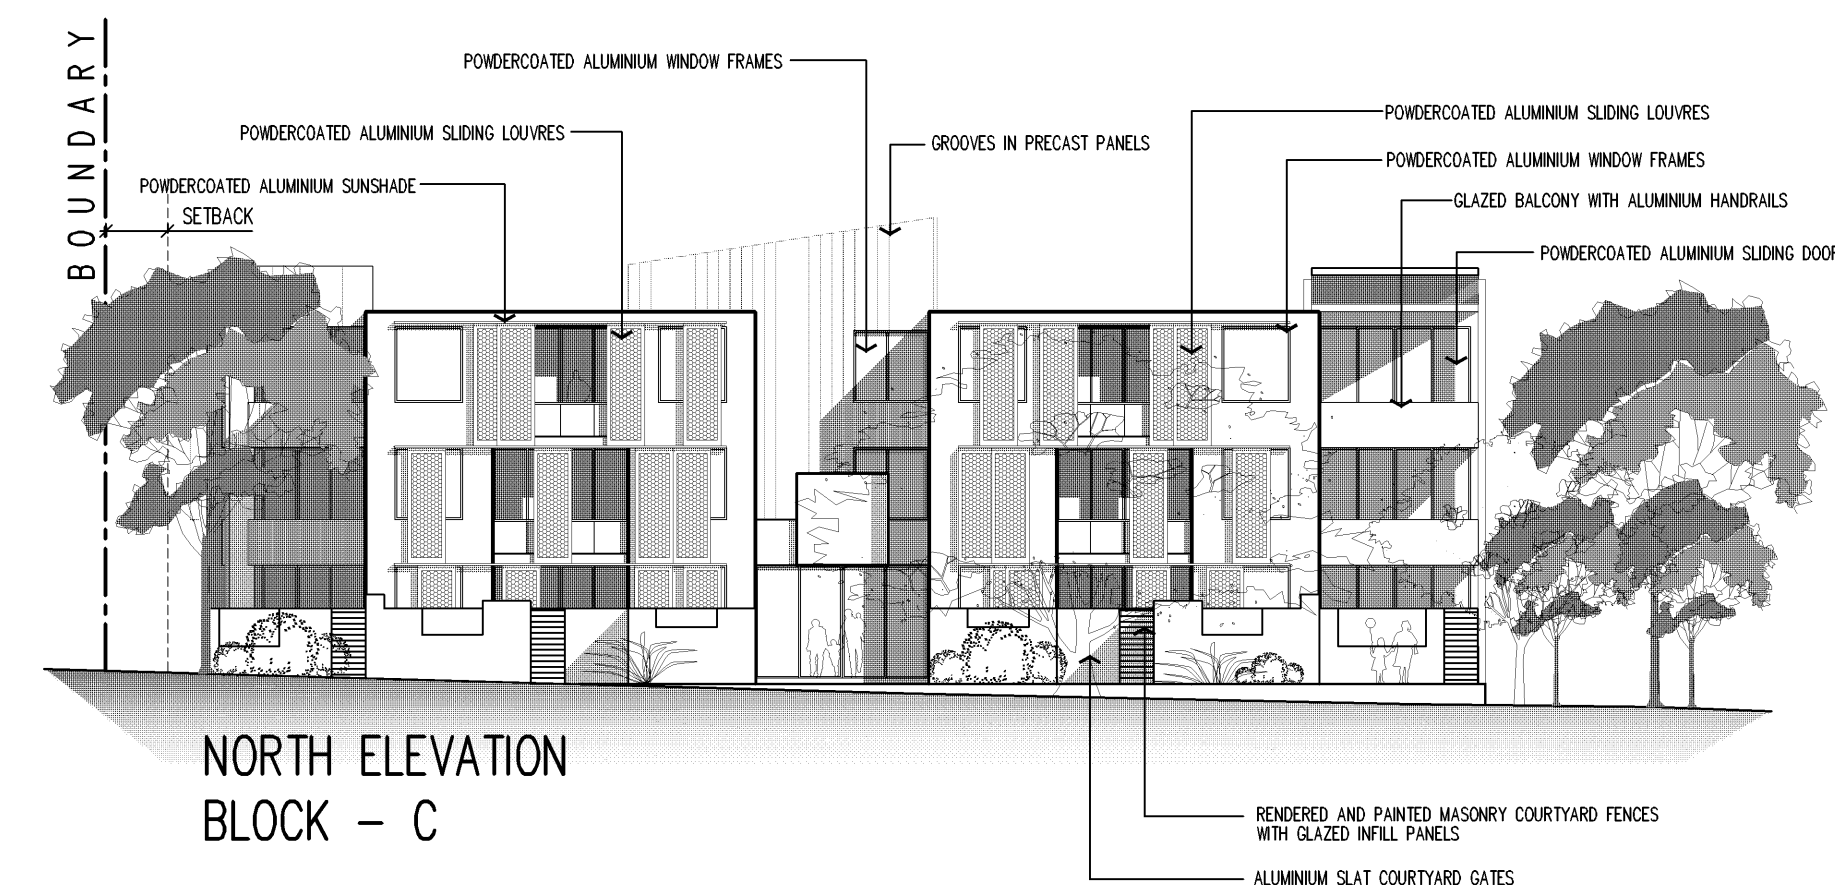 BOUNDARY
POWDERCOATED ALUMINIUM WINDOW FRAMES
POWDERCOATED ALUMINIUM SLIDING LOUVRES
POWDERCOATED ALUMINIUM SUNSHADE
SETBACK
GROOVES IN PRECAST PANELS
POWDERCOATED ALUMINIUM SLIDING LOUVRES
POWDERCOATED ALUMINIUM WINDOW FRAMES
GLAZED BALCONY WITH ALUMINIUM HANDRAILS
POWDERCOATED ALUMINIUM SLIDING DOOR
NORTH ELEVATION
BLOCK - C
RENDERED AND PAINTED MASONRY COURTYARD FENCES
WITH GLAZED INFILL PANELS
ALUMINIUM SLAT COURTYARD GATES